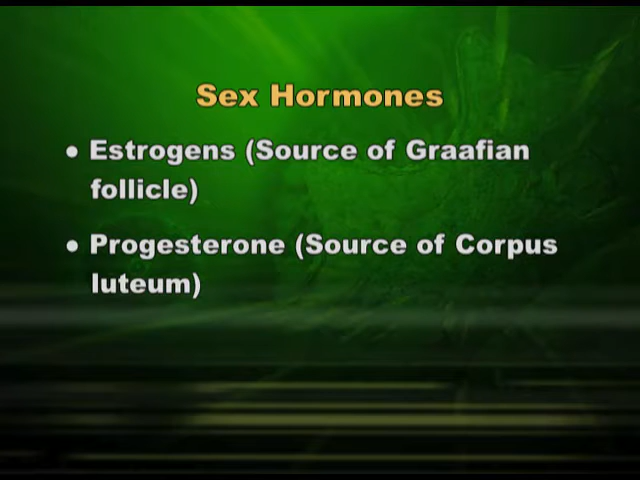 Sex Hormones
● Estrogens (Source of Graafian
follicle)
● Progesterone (Source of Corpus
luteum)